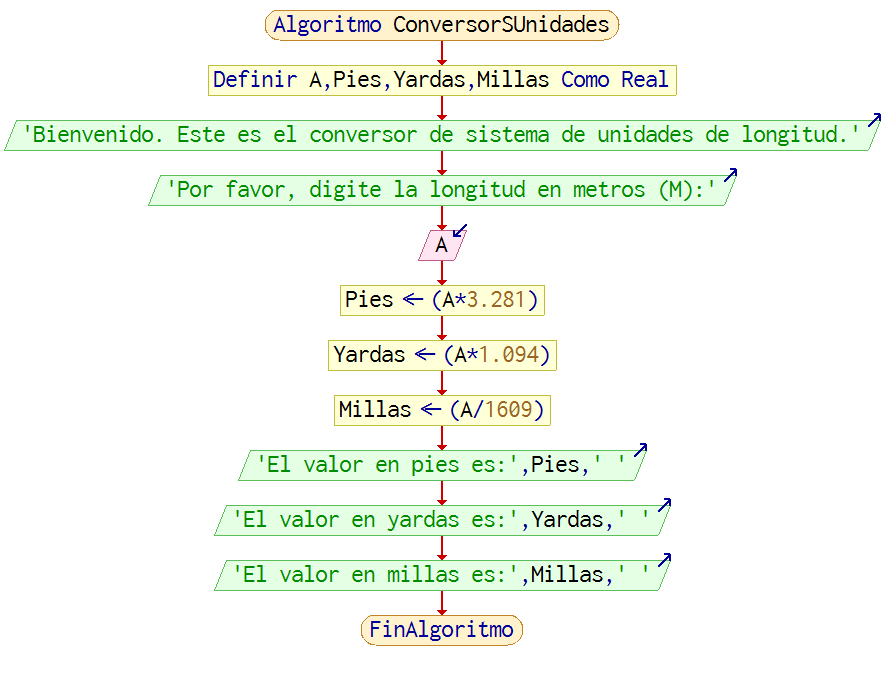 Algoritmo ConversorSUnidades
Definir A,Pies,Yardas,Millas Como Real
'Bienvenido. Este es el conversor de sistema de unidades de longitud.'
'Por favor, digite la longitud en metros (M):'
A
Pies ← (A*3.281)
Yardas ← (A*1.094)
Millas ← (A/1609)
'El valor en pies es:',Pies,' '
'El valor en yardas es:',Yardas,' '
'El valor en millas es:',Millas,' '
FinAlgoritmo